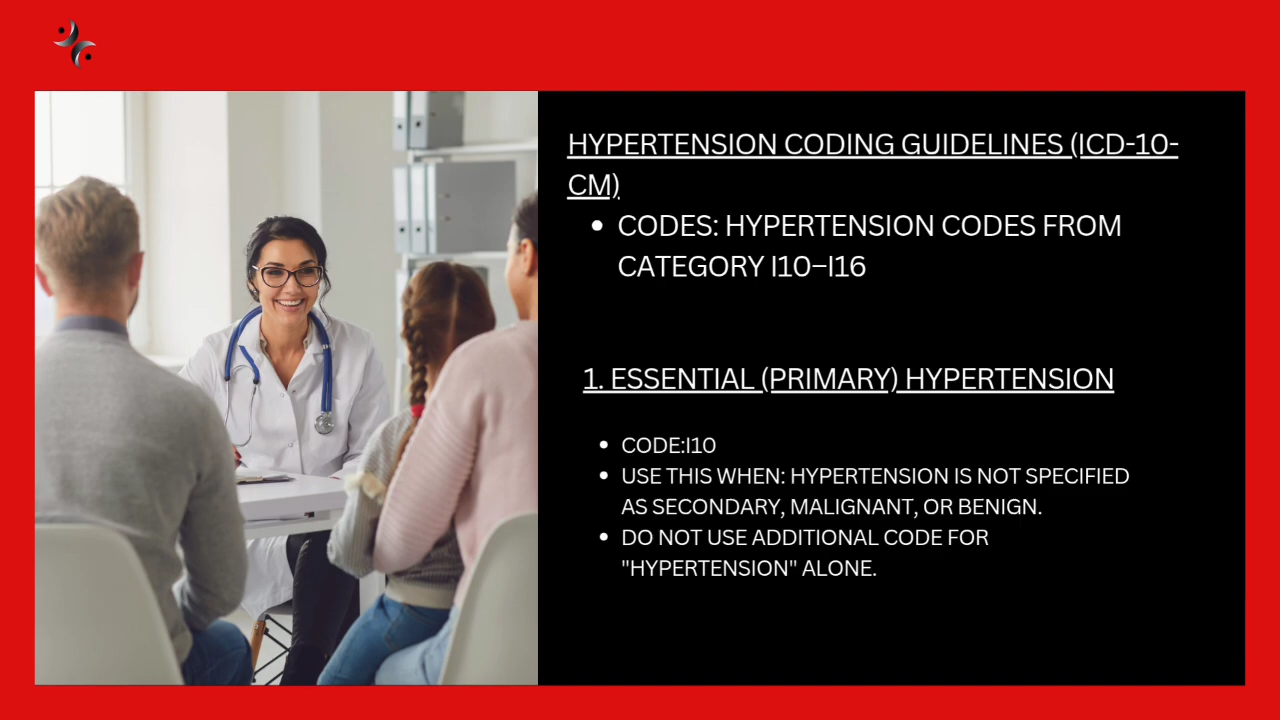 HYPERTENSION CODING GUIDELINES (ICD-10-
CM)
• CODES: HYPERTENSION CODES FROM
CATEGORY I10–I16
1. ESSENTIAL (PRIMARY) HYPERTENSION
• CODE:I10
• USE THIS WHEN: HYPERTENSION IS NOT SPECIFIED
AS SECONDARY, MALIGNANT, OR BENIGN.
• DO NOT USE ADDITIONAL CODE FOR
"HYPERTENSION" ALONE.